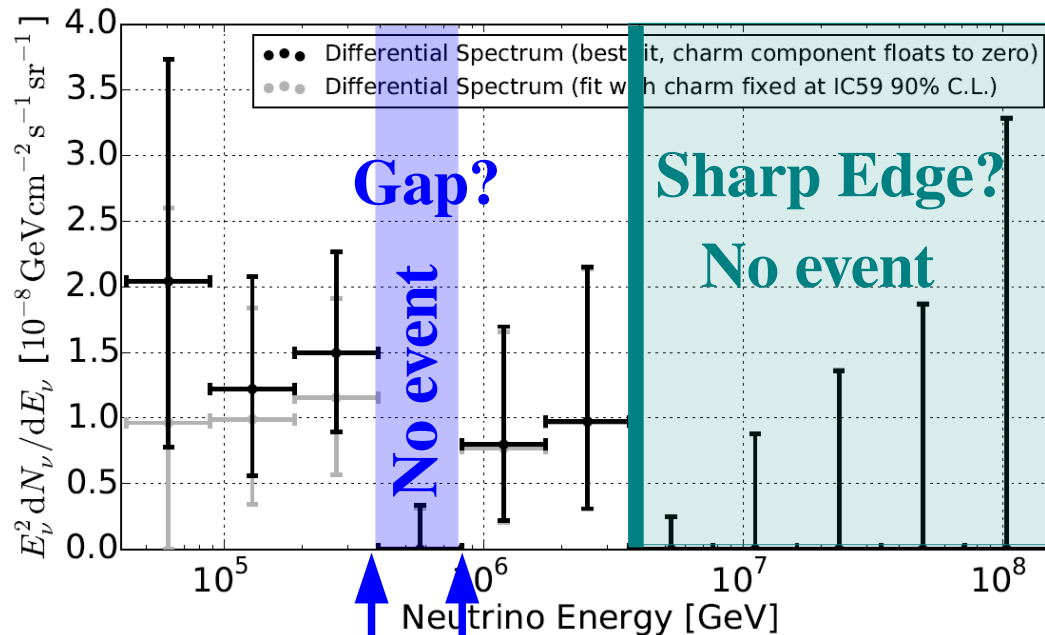 Differential Spectrum (best fit, charm component floats to zero)
Differential Spectrum (fit with charm fixed at IC59 90% C.L.)
Gap?
Sharp Edge?
No event
No event
E_ν² dN_ν/dE_ν [10⁻⁸ GeV cm⁻² s⁻¹ sr⁻¹]
4.0
3.5
3.0
2.5
2.0
1.5
1.0
0.5
0.0
10⁵ 10⁶ 10⁷ 10⁸
Neutrino Energy [GeV]